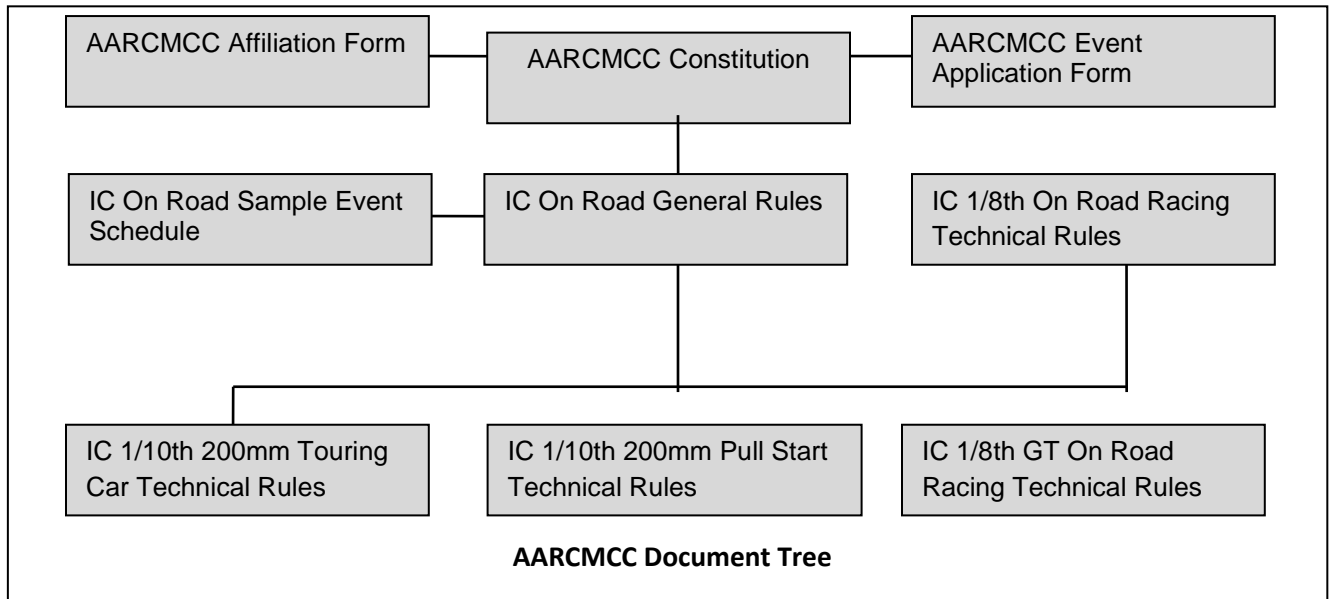 AARCMCC Affiliation Form
AARCMCC Constitution
AARCMCC Event
Application Form
IC On Road Sample Event
Schedule
IC On Road General Rules
IC 1/8th On Road Racing
Technical Rules
IC 1/10th 200mm Touring
Car Technical Rules
IC 1/10th 200mm Pull Start
Technical Rules
IC 1/8th GT On Road
Racing Technical Rules
AARCMCC Document Tree